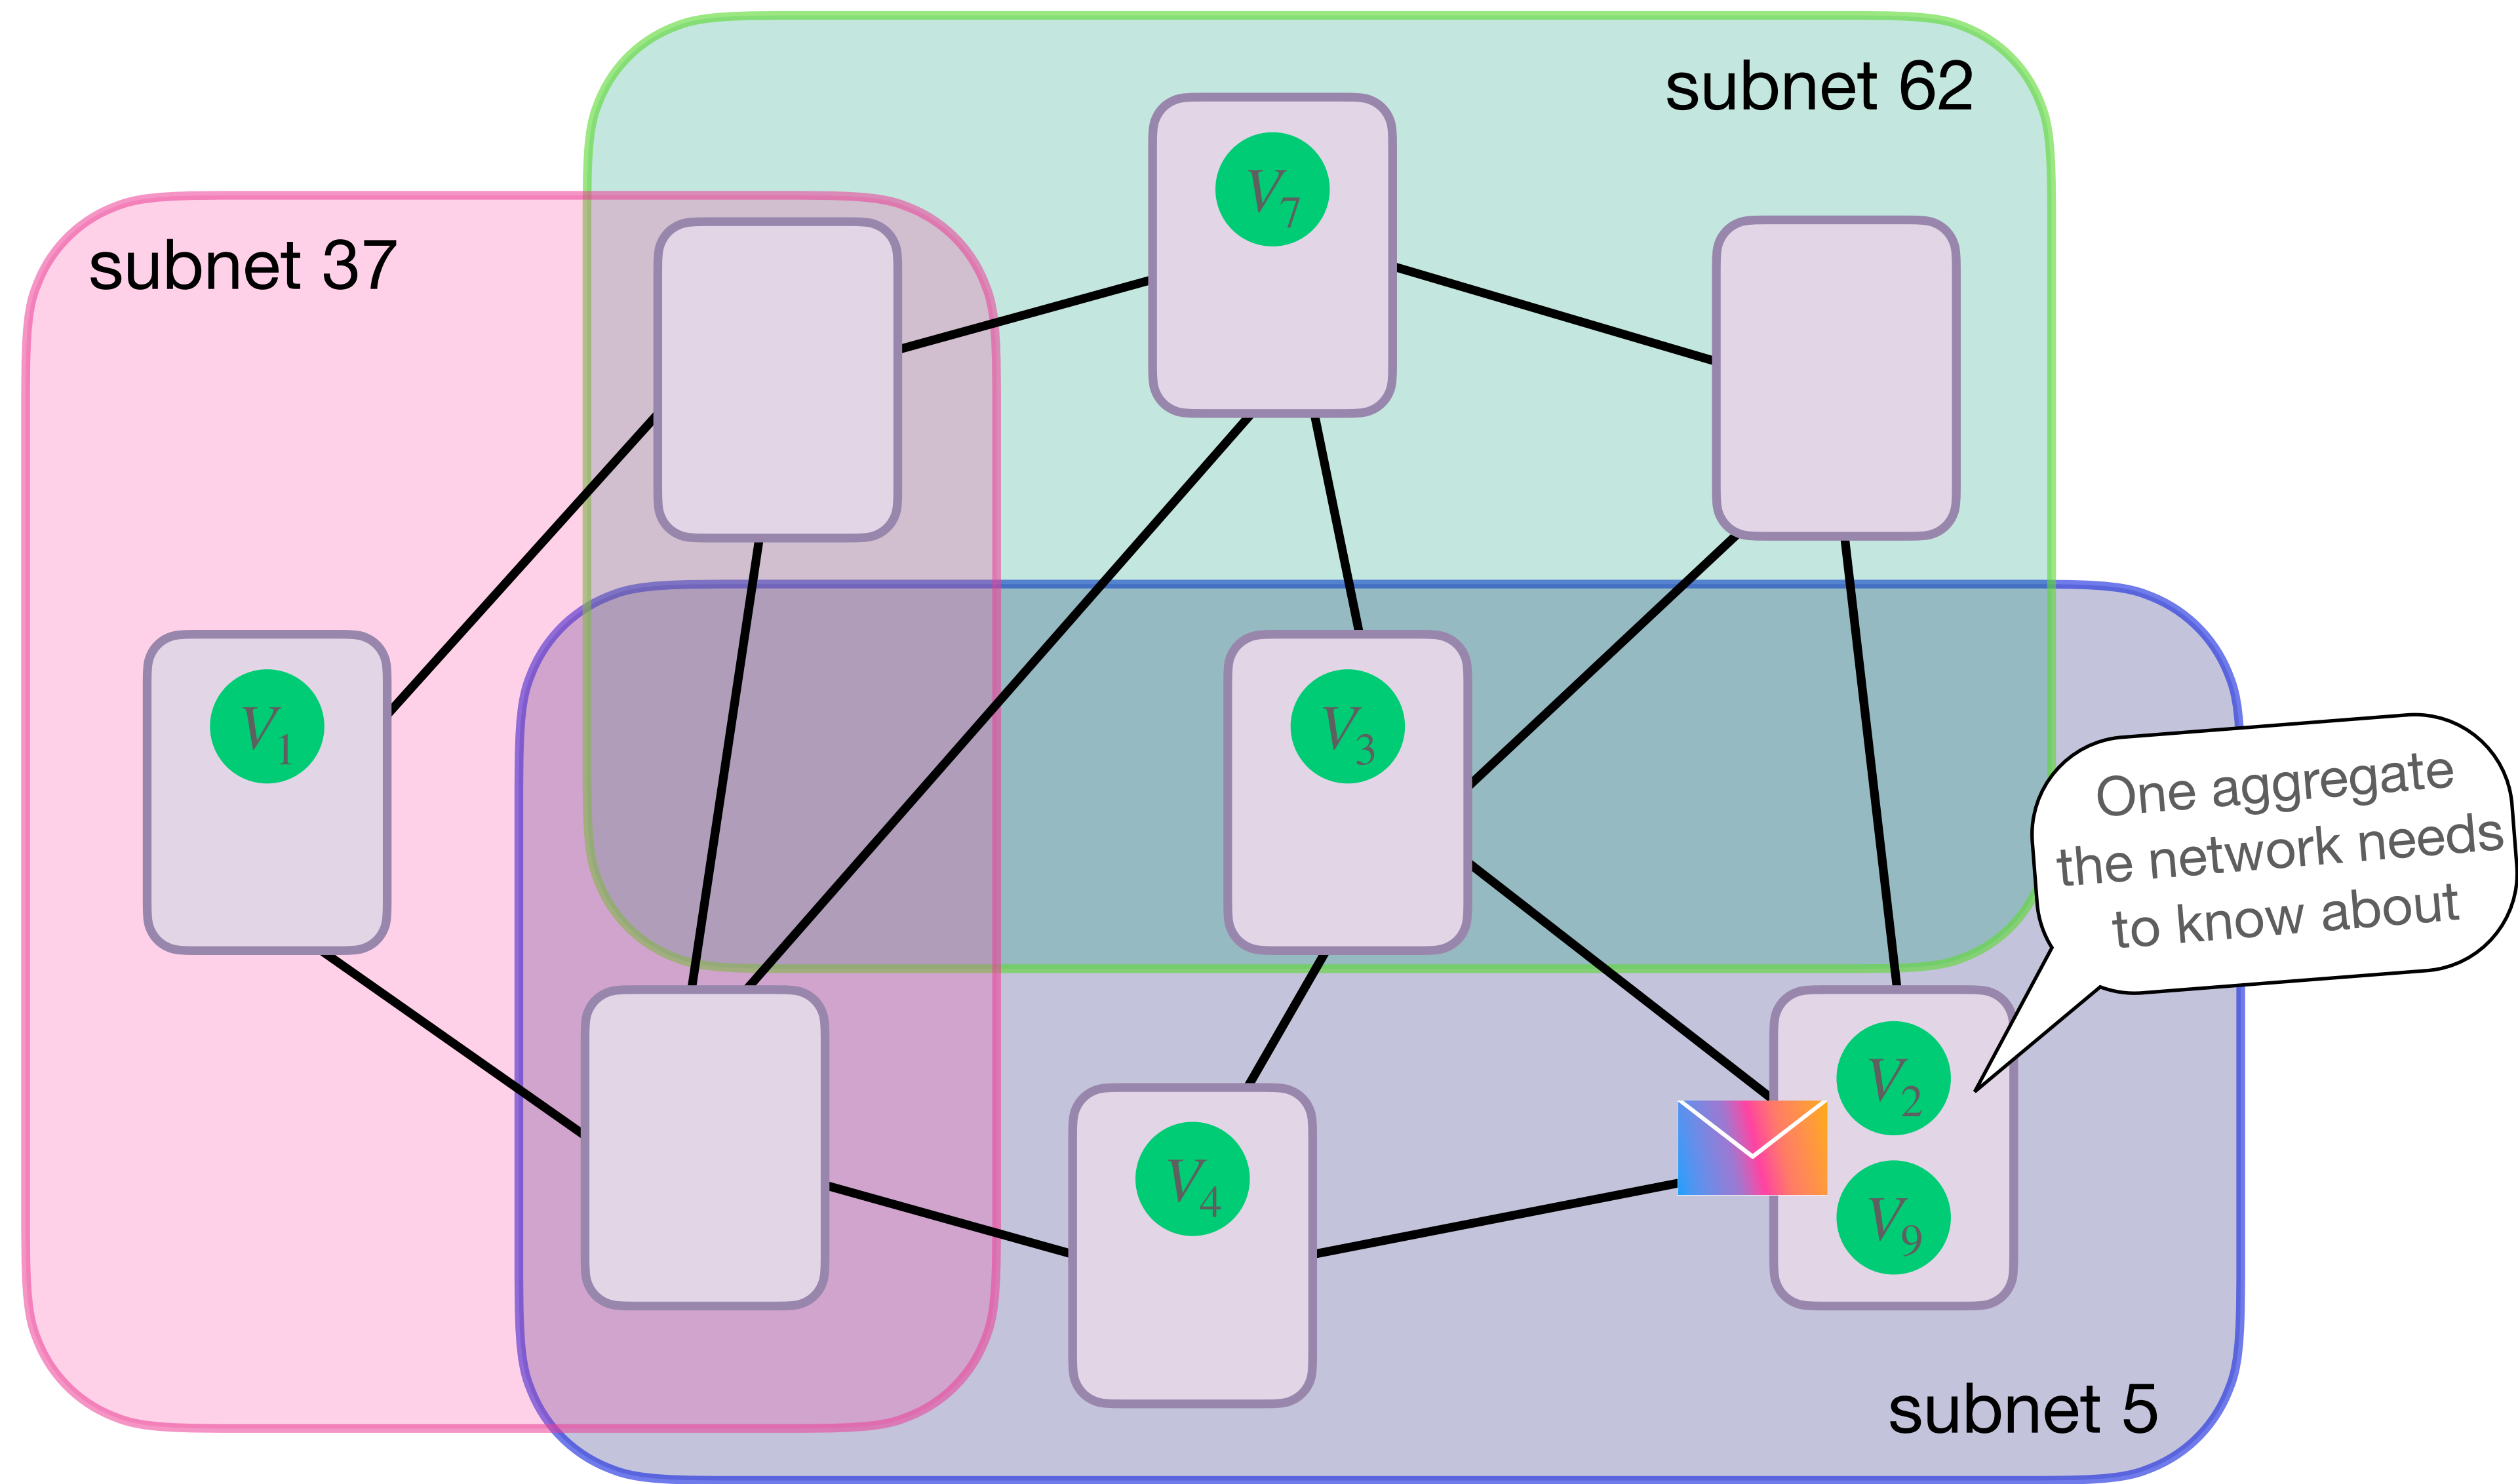 subnet 62
V7
subnet 37
V1
V3
One aggregate
the network needs
to know about
V2
V4
V9
subnet 5